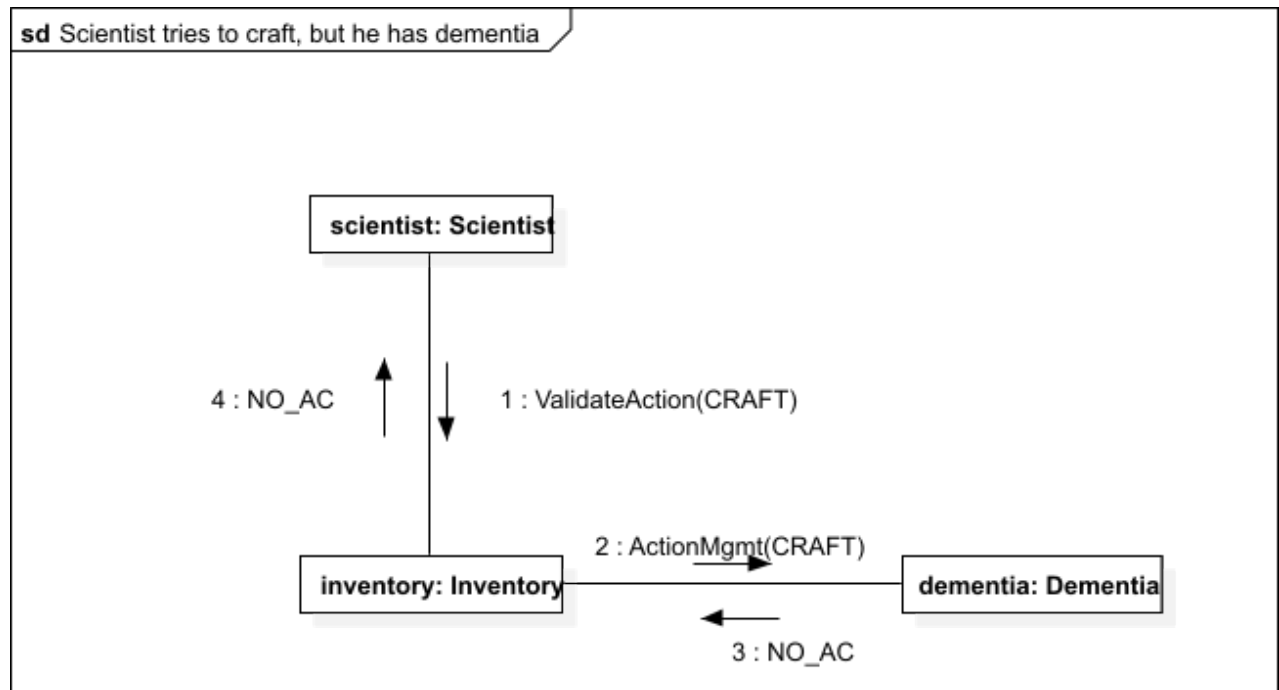 sd Scientist tries to craft, but he has dementia
scientist: Scientist
4 : NO_AC
1 : ValidateAction(CRAFT)
2 : ActionMgmt(CRAFT)
inventory: Inventory
dementia: Dementia
3 : NO_AC